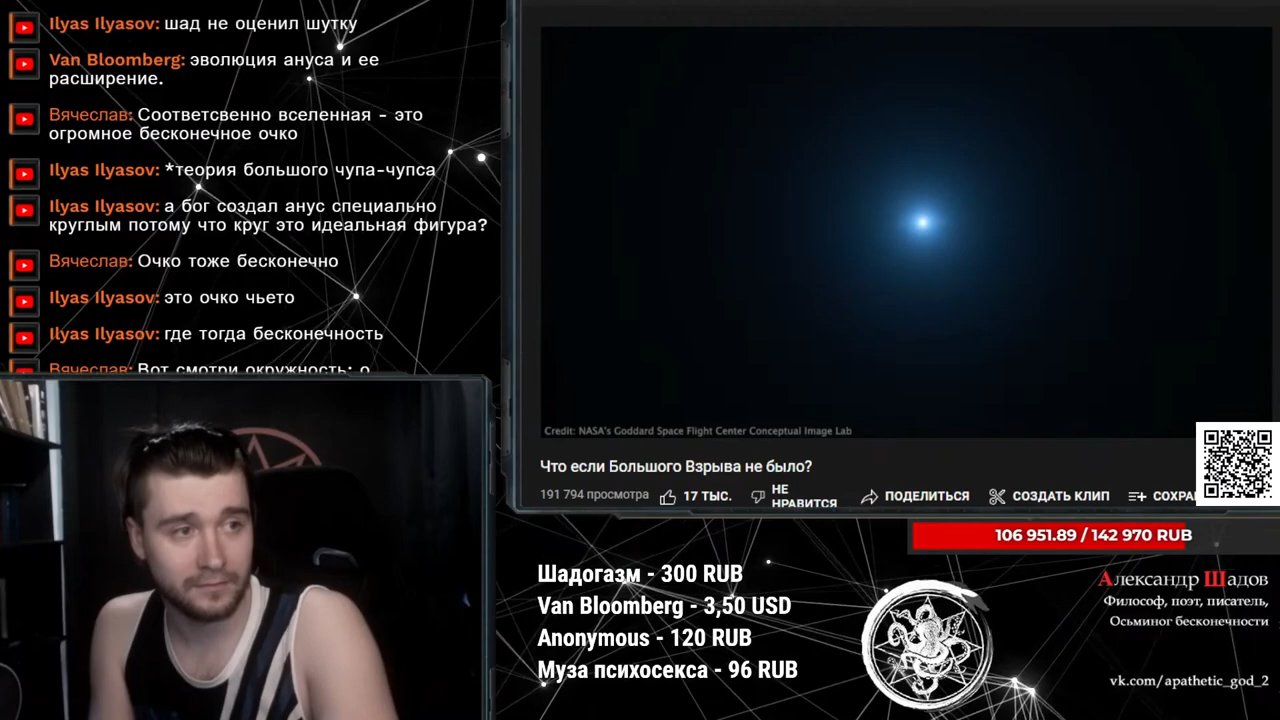 Ilyas Ilyasov: шад не оценил шутку
Van Bloomberg: эволюция ануса и ее
расширение.
Вячеслав: Соответсвенно вселенная - это
огромное бесконечное очко
Ilyas Ilyasov: *теория большого чупа-чупса
Ilyas Ilyasov: а бог создал анус специально
круглым потому что круг это идеальная фигура?
Вячеслав: Очко тоже бесконечно
Ilyas Ilyasov: это очко чьето
Ilyas Ilyasov: где тогда бесконечность
Вячеслав: Вот смотри окружность: о
Credit: NASA's Goddard Space Flight Center Conceptual Image Lab
Что если Большого Взрыва не было?
191 794 просмотра
17 ТЫС.
НЕ
НРАВИТСЯ
ПОДЕЛИТЬСЯ
СОЗДАТЬ КЛИП
СОХРА
106 951.89 / 142 970 RUB
Шадогазм - 300 RUB
Van Bloomberg - 3,50 USD
Anonymous - 120 RUB
Муза психосекса - 96 RUB
Александр Шадов
Философ, поэт, писатель,
Осьминог бесконечности
vk.com/apathetic_god_2